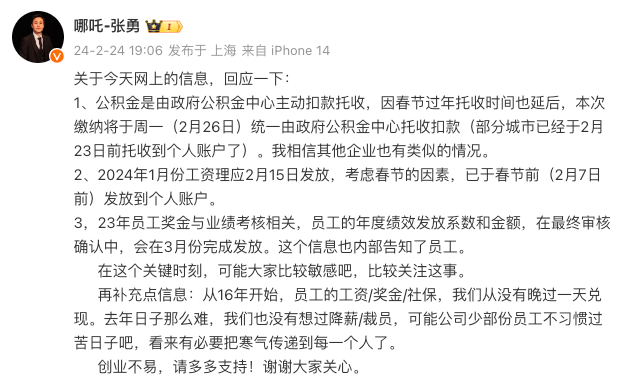 哪吒-张勇 1
24-2-24 19:06 发布于 上海 来自 iPhone 14
关于今天网上的信息，回应一下：
1、公积金是由政府公积金中心主动扣款托收，因春节过年托收时间也延后，本次
缴纳将于周一（2月26日）统一由政府公积金中心托收扣款（部分城市已经于2月
23日前托收到个人账户了）。我相信其他企业也有类似的情况。
2、2024年1月份工资理应2月15日发放，考虑春节的因素，已于春节前（2月7日
前）发放到个人账户。
3，23年员工奖金与业绩考核相关，员工的年度绩效发放系数和金额，在最终审核
确认中，会在3月份完成发放。这个信息也内部告知了员工。
在这个关键时刻，可能大家比较敏感吧，比较关注这事。
再补充点信息：从16年开始，员工的工资/奖金/社保，我们从没有晚过一天兑
现。去年日子那么难，我们也没有想过降薪/裁员，可能公司少部份员工不习惯过
苦日子吧，看来有必要把寒气传递到每一个人了。
创业不易，请多多支持！谢谢大家关心。